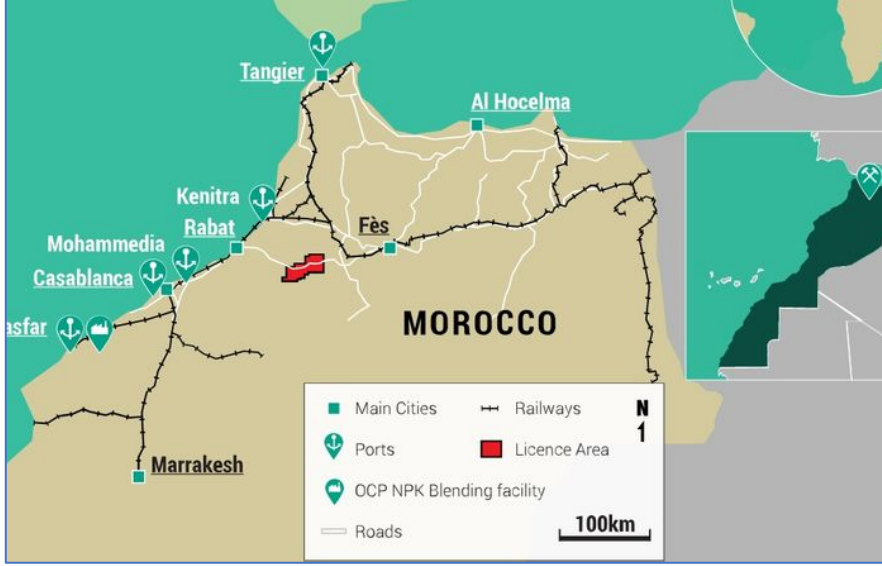 Tangier
Al Hocelma
Kenitra
Rabat
Fès
Mohammedia
Casablanca
asfar
MOROCCO
Marrakesh
Main Cities
Railways
N
Ports
Licence Area
OCP NPK Blending facility
Roads
100km